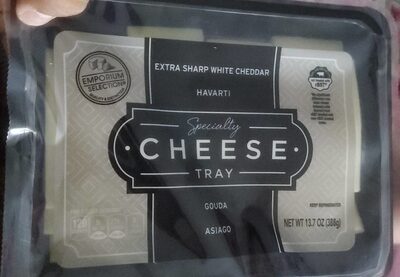 EXTRA SHARP WHITE CHEDDAR
HAVARTI
EMPORIUM
SELECTION
Specialty
· CHEESE ·
TRAY
GOUDA
ASIAGO
KEEP REFRIGERATED
NET WT 13.7 OZ (388g)